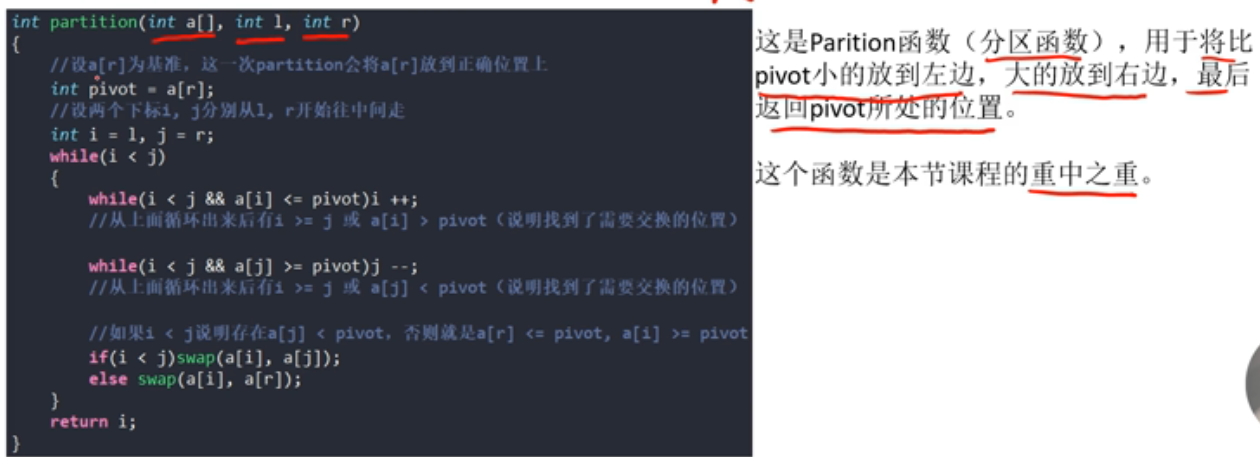 int partition(int a[], int l, int r)
{
//设a[r]为基准，这一次partition会将a[r]放到正确位置上
int pivot = a[r];
//设两个下标i, j分别从l, r开始往中间走
int i = l, j = r;
while(i < j)
{
while(i < j && a[i] <= pivot)i ++;
//从上面循环出来后有i >= j 或 a[i] > pivot（说明找到了需要交换的位置）
while(i < j && a[j] >= pivot)j --;
//从上面循环出来后有i >= j 或 a[j] < pivot（说明找到了需要交换的位置）
//如果i < j说明存在a[j] < pivot，否则就是a[r] <= pivot, a[i] >= pivot
if(i < j)swap(a[i], a[j]);
else swap(a[i], a[r]);
}
return i;
}
这是Parition函数（分区函数），用于将比
pivot小的放到左边，大的放到右边，最后
返回pivot所处的位置。
这个函数是本节课程的重中之重。